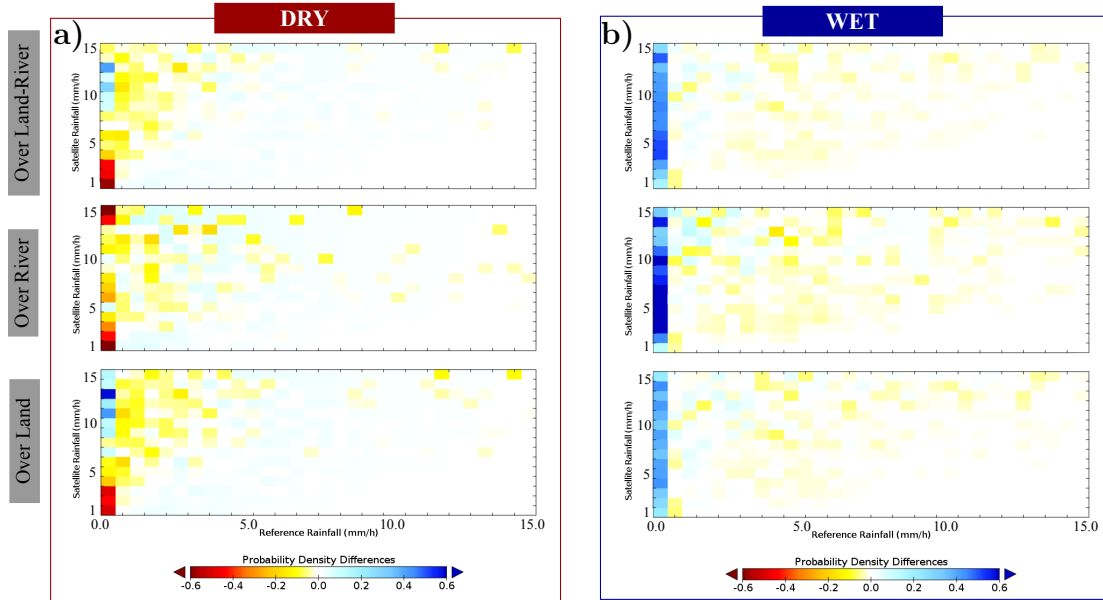 DRY
WET
a)
b)
Over Land-River
Satellite Rainfall (mm/h)
15
10
5
1
Satellite Rainfall (mm/h)
15
10
5
1
Over River
Satellite Rainfall (mm/h)
15
10
5
1
Satellite Rainfall (mm/h)
15
10
5
1
Over Land
Satellite Rainfall (mm/h)
15
10
5
1
Satellite Rainfall (mm/h)
15
10
5
1
0.0 5.0 10.0 15.0
Reference Rainfall (mm/h)
0.0 5.0 10.0 15.0
Reference Rainfall (mm/h)
Probability Density Differences
-0.6 -0.4 -0.2 0.0 0.2 0.4 0.6
Probability Density Differences
-0.6 -0.4 -0.2 0.0 0.2 0.4 0.6